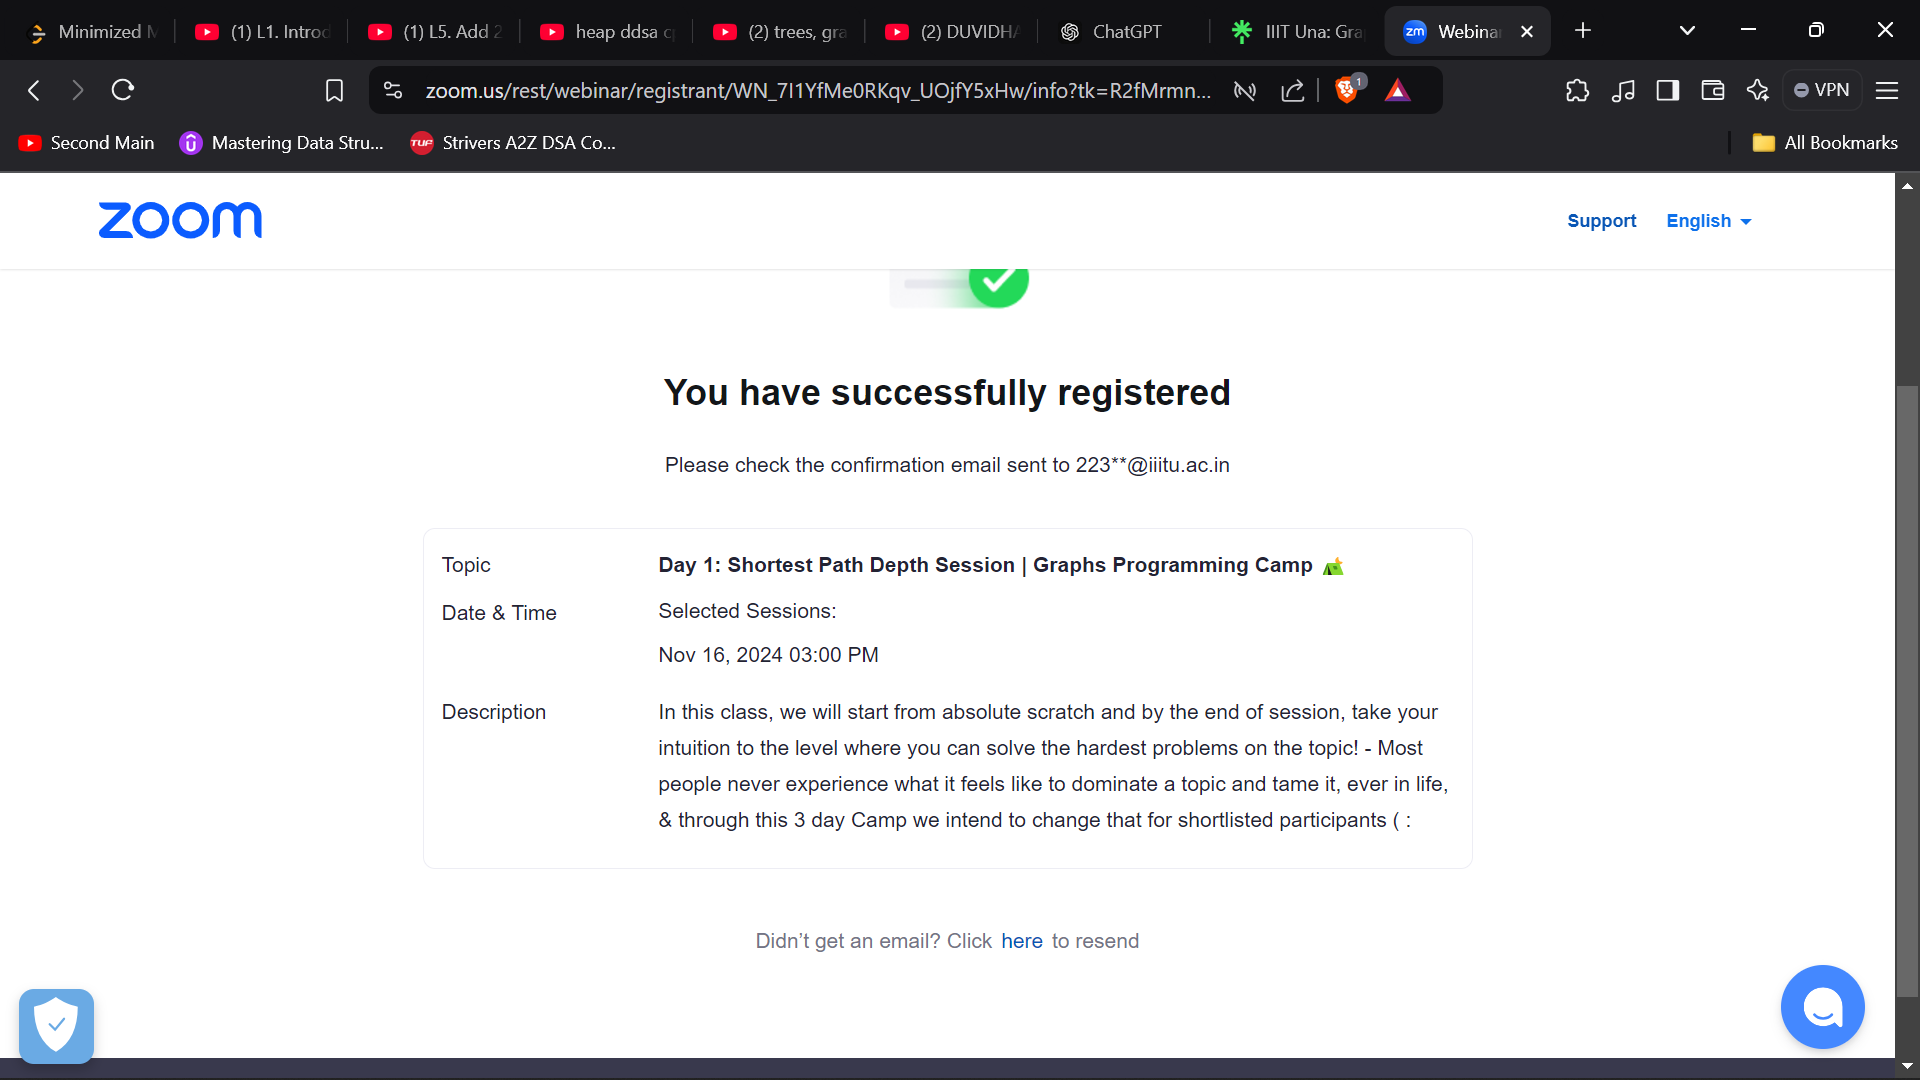 Minimized M
(1) L1. Introd
(1) L5. Add 2
heap ddsa c
(2) trees, gra
(2) DUVIDHA
ChatGPT
IIIT Una: Gra
zm Webina
zoom.us/rest/webinar/registrant/WN_7I1YfMe0RKqv_UOjfY5xHw/info?tk=R2fMrmn...
1
VPN
Second Main
Mastering Data Stru...
TUF Strivers A2Z DSA Co...
All Bookmarks
zoom
Support
English
You have successfully registered
Please check the confirmation email sent to 223**@iiitu.ac.in
Topic
Day 1: Shortest Path Depth Session | Graphs Programming Camp 🏕️
Date & Time
Selected Sessions:
Nov 16, 2024 03:00 PM
Description
In this class, we will start from absolute scratch and by the end of session, take your
intuition to the level where you can solve the hardest problems on the topic! - Most
people never experience what it feels like to dominate a topic and tame it, ever in life,
& through this 3 day Camp we intend to change that for shortlisted participants ( :
Didn’t get an email? Click here to resend